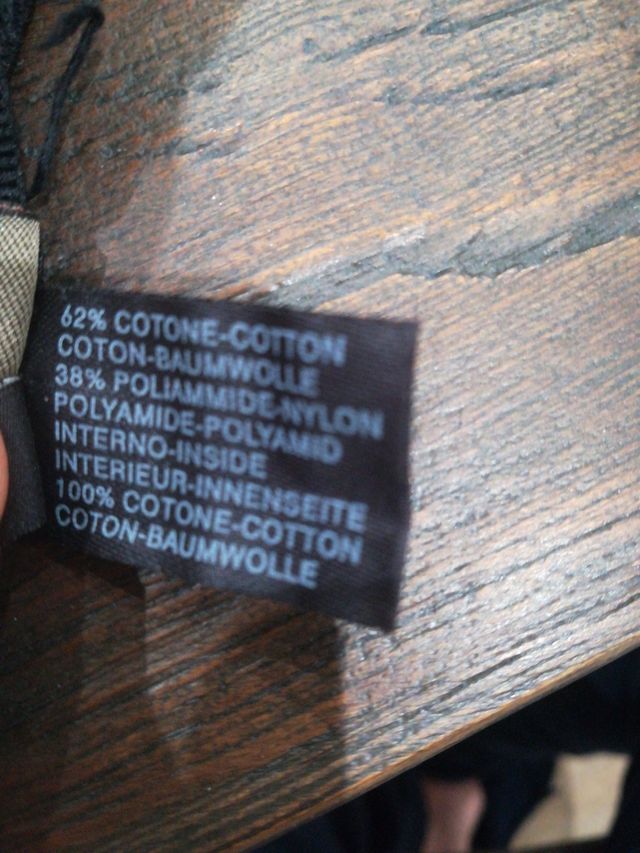 62% COTONE-COTTON
COTON-BAUMWOLLE
38% POLIAMMIDE-NYLON
POLYAMIDE-POLYAMID
INTERNO-INSIDE
INTERIEUR-INNENSEITE
100% COTONE-COTTON
COTON-BAUMWOLLE